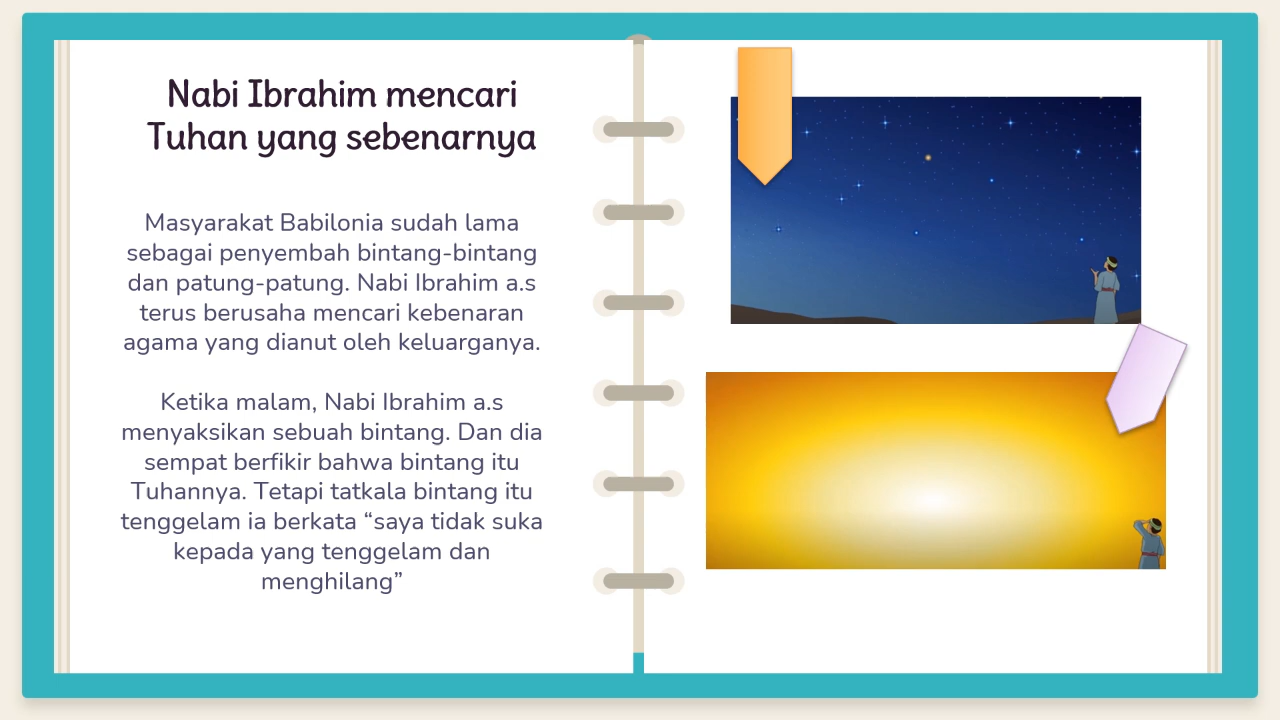 Nabi Ibrahim mencari
Tuhan yang sebenarnya
Masyarakat Babilonia sudah lama
sebagai penyembah bintang-bintang
dan patung-patung. Nabi Ibrahim a.s
terus berusaha mencari kebenaran
agama yang dianut oleh keluarganya.
Ketika malam, Nabi Ibrahim a.s
menyaksikan sebuah bintang. Dan dia
sempat berfikir bahwa bintang itu
Tuhannya. Tetapi tatkala bintang itu
tenggelam ia berkata “saya tidak suka
kepada yang tenggelam dan
menghilang”